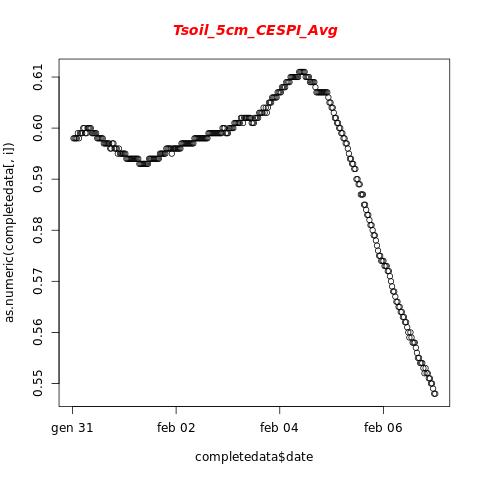 Tsoil_5cm_CESPI_Avg
as.numeric(completedata[, i])
0.61
0.60
0.59
0.58
0.57
0.56
0.55
gen 31 feb 02 feb 04 feb 06
completedata$date